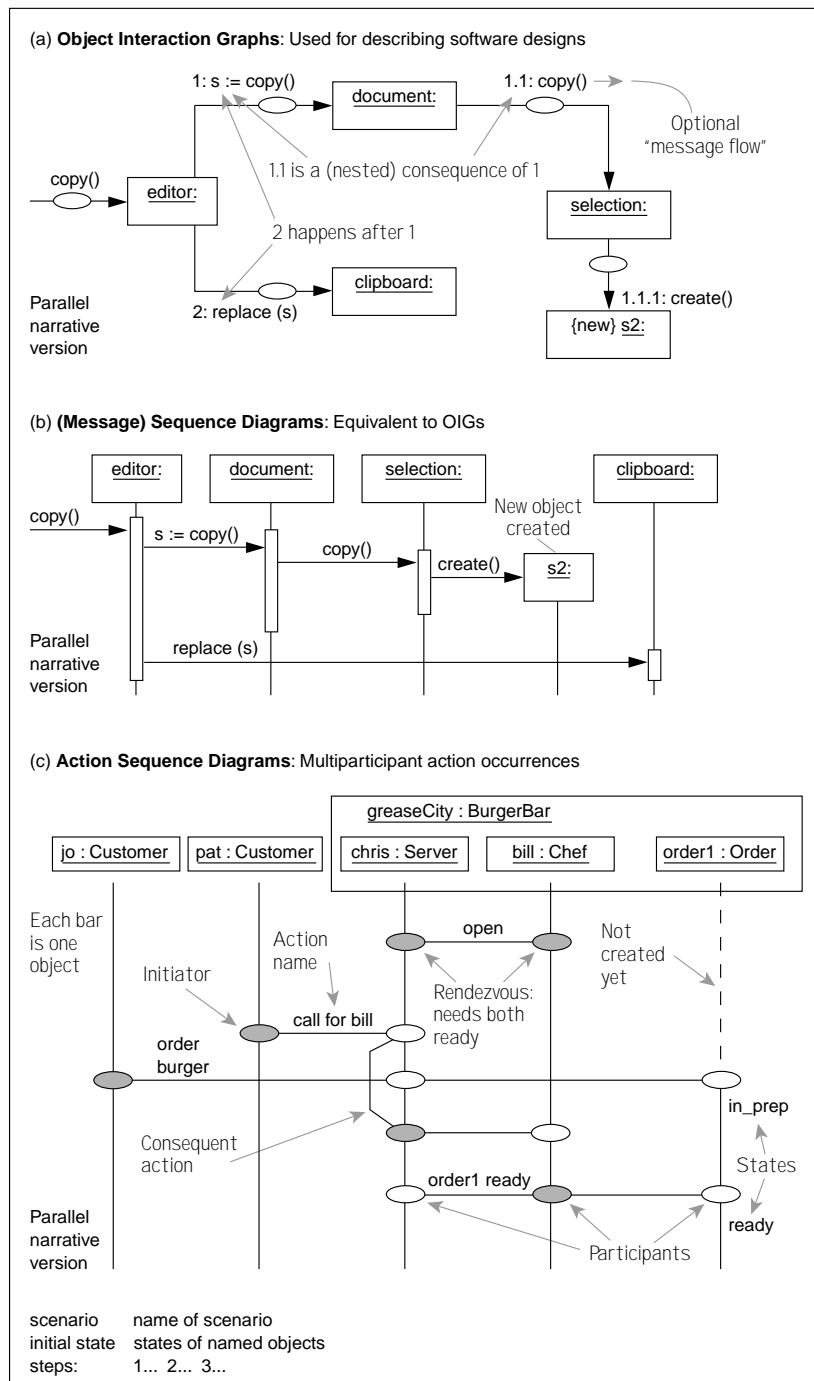 (a) Object Interaction Graphs: Used for describing software designs
1: s := copy()
document:
1.1: copy()
Optional
"message flow"
1.1 is a (nested) consequence of 1
copy()
editor:
selection:
2 happens after 1
clipboard:
2: replace (s)
1.1.1: create()
{new} s2:
Parallel
narrative
version
(b) (Message) Sequence Diagrams: Equivalent to OIGs
editor:
document:
selection:
clipboard:
copy()
s := copy()
copy()
create()
New object
created
s2:
Parallel
narrative
version
replace (s)
(c) Action Sequence Diagrams: Multiparticipant action occurrences
greaseCity : BurgerBar
jo : Customer
pat : Customer
chris : Server
bill : Chef
order1 : Order
Each bar
is one
object
Initiator
Action
name
open
Rendezvous:
needs both
ready
Not
created
yet
call for bill
order
burger
in_prep
Consequent
action
States
order1 ready
ready
Participants
Parallel
narrative
version
scenario name of scenario
initial state states of named objects
steps: 1... 2... 3...